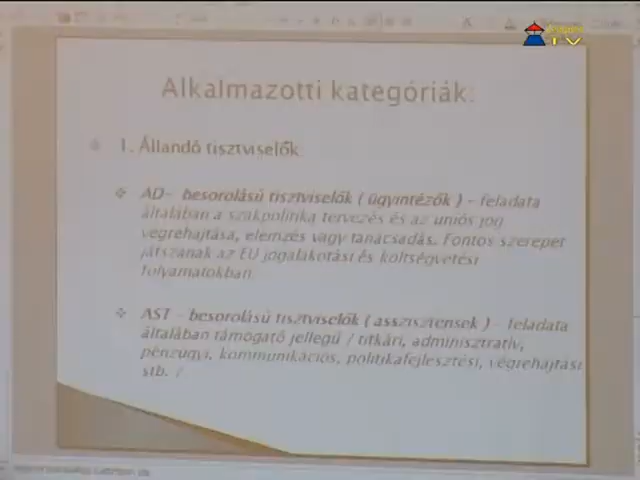 TV
Alkalmazotti kategóriák:
1. Állandó tisztviselők
AD- besorolású tisztviselők ( ügyintézők ) - feladata
általában a szakpolitika tervezés és az uniós jog
végrehajtása, elemzés vagy tanácsadás. Fontos szerepet
játszanak az EU jogalakotási és költségvetési
folyamatokban
AST - besorolású tisztviselők ( asszisztensek ) - feladata
általában támogató jellegű / titkári, adminisztratív,
pénzügyi, kommunikációs, politikafejlesztési, végrehajtási
stb. /